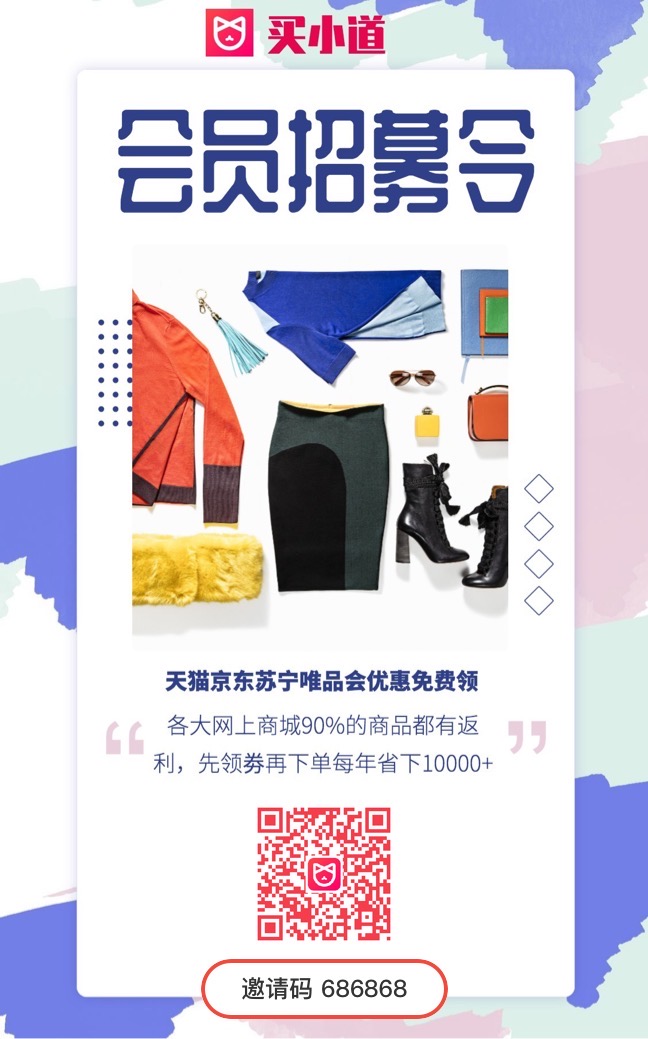 买小道
会员招募令
天猫京东苏宁唯品会优惠免费领
各大网上商城90%的商品都有返
利，先领券再下单每年省下10000+
邀请码 686868